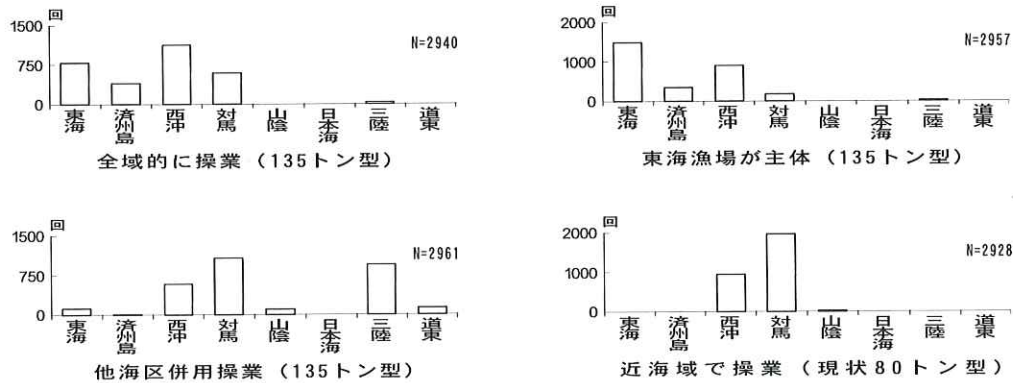 回
1500
750
0
N=2940
東海
済州島
西沖
対馬
山陰
日本海
三陸
道東
全域的に操業（135トン型）
回
2000
1000
0
N=2957
東海
済州島
西沖
対馬
山陰
日本海
三陸
道東
東海漁場が主体（135トン型）
回
1500
750
0
N=2961
東海
済州島
西沖
対馬
山陰
日本海
三陸
道東
他海区併用操業（135トン型）
回
2000
1000
0
N=2928
東海
済州島
西沖
対馬
山陰
日本海
三陸
道東
近海域で操業（現状80トン型）